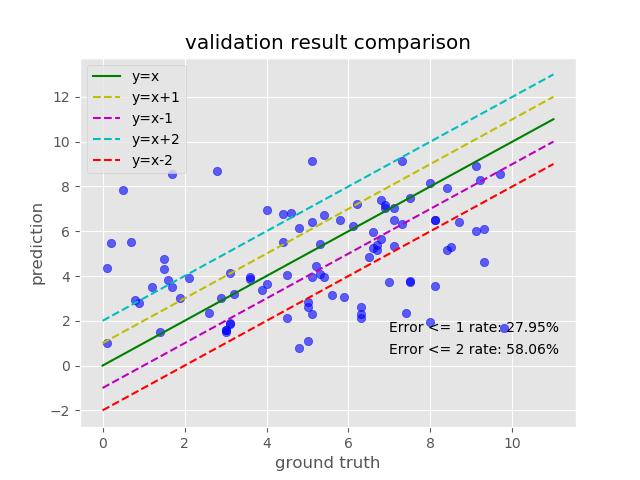 validation result comparison
y=x
y=x+1
y=x-1
y=x+2
y=x-2
12
10
8
6
4
2
0
−2
prediction
Error <= 1 rate: 27.95%
Error <= 2 rate: 58.06%
0 2 4 6 8 10
ground truth